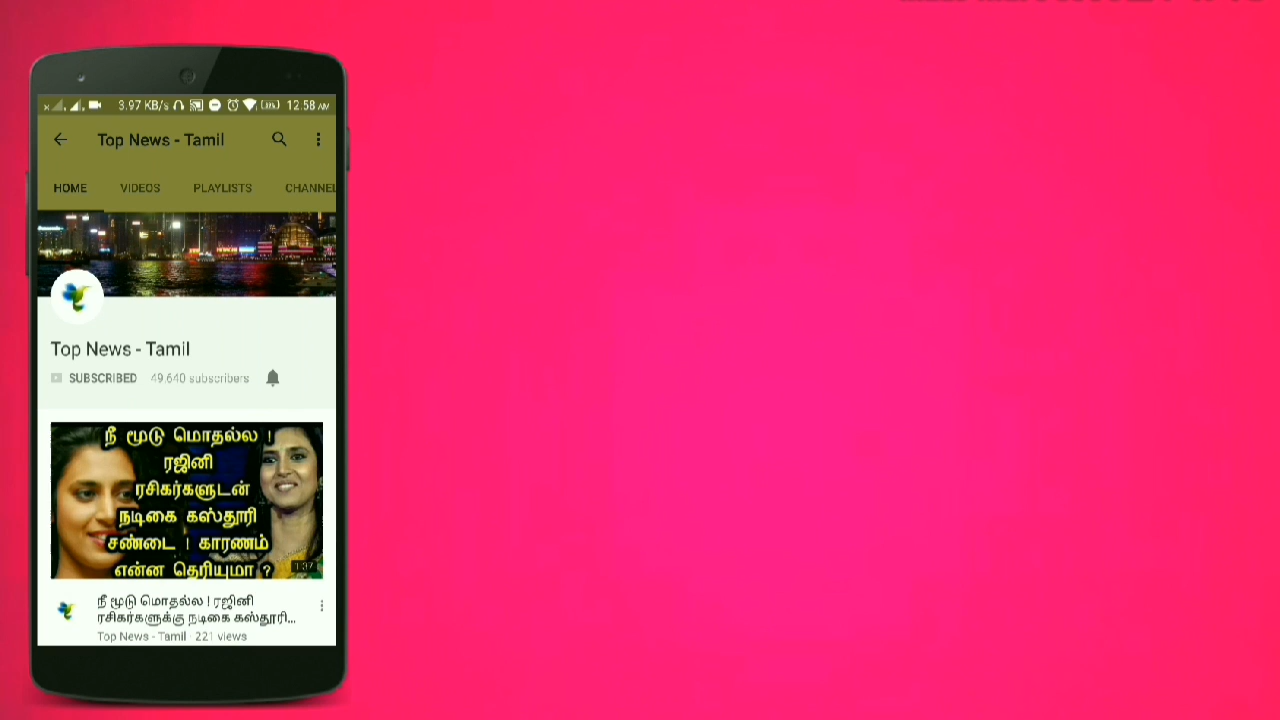 3.97 KB/s 12.58 AM
Top News - Tamil
HOME VIDEOS PLAYLISTS CHANNEL
Top News - Tamil
SUBSCRIBED 49,640 subscribers
நீ மூடு மொதல்ல !
ரஜினி
ரசிகர்களுடன்
நடிகை கஸ்தூரி
சண்டை ! காரணம்
என்ன தெரியுமா ?
1:37
நீ மூடு மொதல்ல ! ரஜினி
ரசிகர்களுக்கு நடிகை கஸ்தூரி...
Top News - Tamil · 221 views